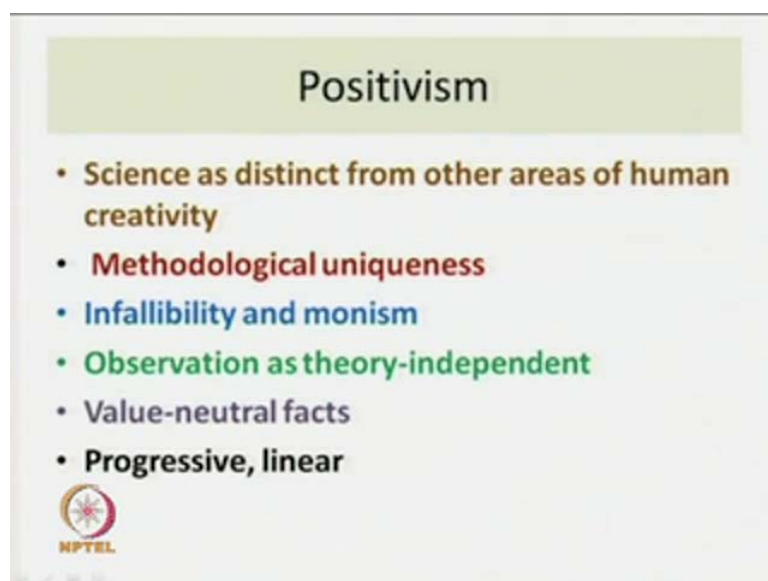 Positivism
• Science as distinct from other areas of human
creativity
• Methodological uniqueness
• Infallibility and monism
• Observation as theory-independent
• Value-neutral facts
• Progressive, linear
NPTEL